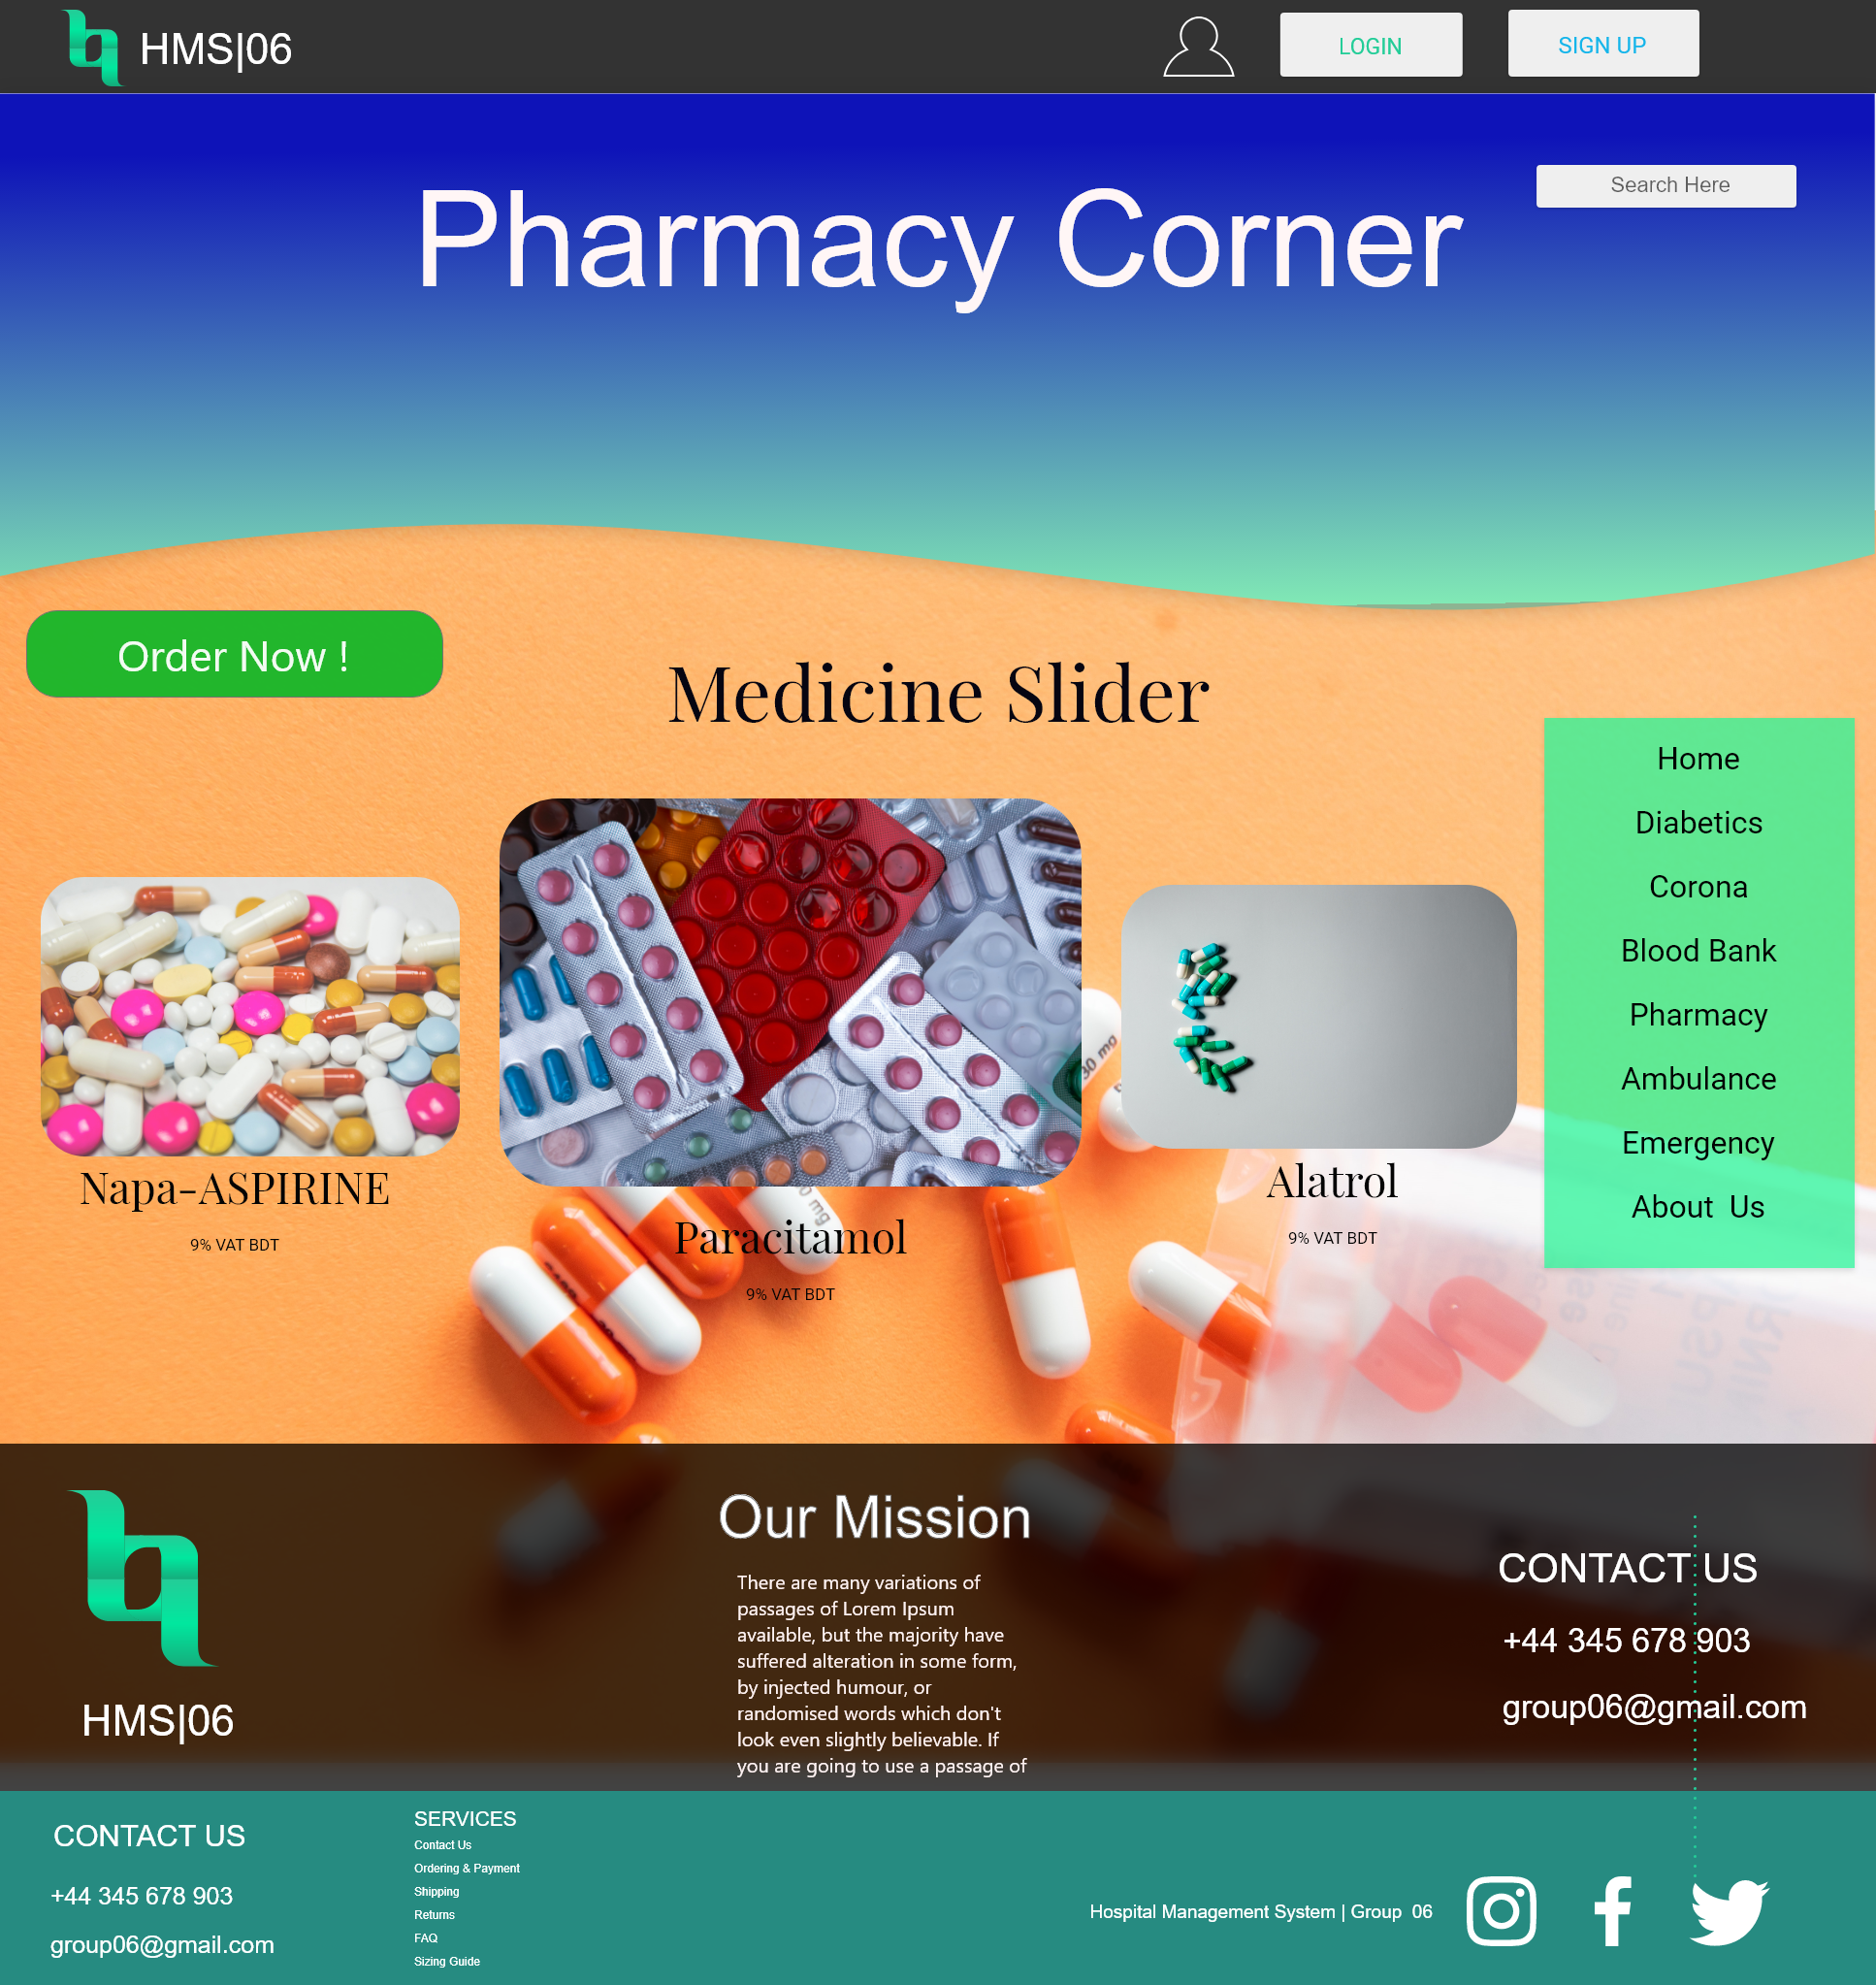 HMS|06
LOGIN
SIGN UP
Search Here
Pharmacy Corner
Order Now !
Medicine Slider
Home
Diabetics
Corona
Blood Bank
Pharmacy
Ambulance
Emergency
About Us
30 mg
Napa-ASPIRINE
9% VAT BDT
0 mg
Paracitamol
9% VAT BDT
Alatrol
9% VAT BDT
HMS|06
Our Mission
There are many variations of
passages of Lorem Ipsum
available, but the majority have
suffered alteration in some form,
by injected humour, or
randomised words which don't
look even slightly believable. If
you are going to use a passage of
CONTACT US
+44 345 678 903
group06@gmail.com
CONTACT US
+44 345 678 903
group06@gmail.com
SERVICES
Contact Us
Ordering & Payment
Shipping
Returns
FAQ
Sizing Guide
Hospital Management System | Group 06